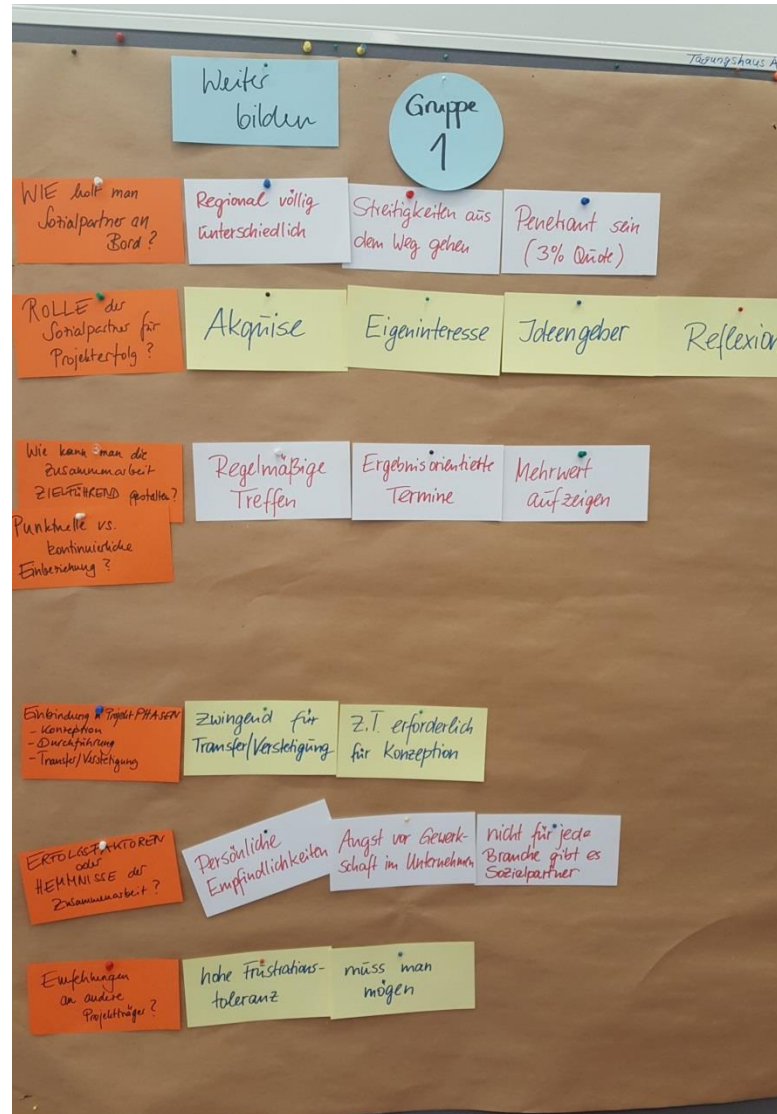 Tagungshaus A
Weiter
bilden
Gruppe
1
WIE holt man
Sozialpartner an
Bord?
Regional völlig
unterschiedlich
Streitigkeiten aus
dem Weg gehen
Penetrant sein
(3% Quote)
ROLLE der
Sozialpartner für
Projekterfolg?
Akquise
Eigeninteresse
Ideengeber
Reflexion
Wie kann man die
Zusammenarbeit
ZIELFÜHREND gestalten?
Regelmäßige
Treffen
Ergebnisorientierte
Termine
Mehrwert
aufzeigen
Punktuelle vs.
kontinuierliche
Einbeziehung?
Einbindung in Projekt PHASEN
- Konzeption
- Durchführung
- Transfer/Verstetigung
Zwingend für
Transfer/Verstetigung
Z.T. erforderlich
für Konzeption
ERFOLGSFAKTOREN
oder
HEMMNISSE der
Zusammenarbeit?
Persönliche
Empfindlichkeiten
Angst vor Gewerk-
schaft im Unternehmen
nicht für jede
Branche gibt es
Sozialpartner
Empfehlungen
an andere
Projektträger?
hohe Frustrations-
toleranz
muss man
mögen